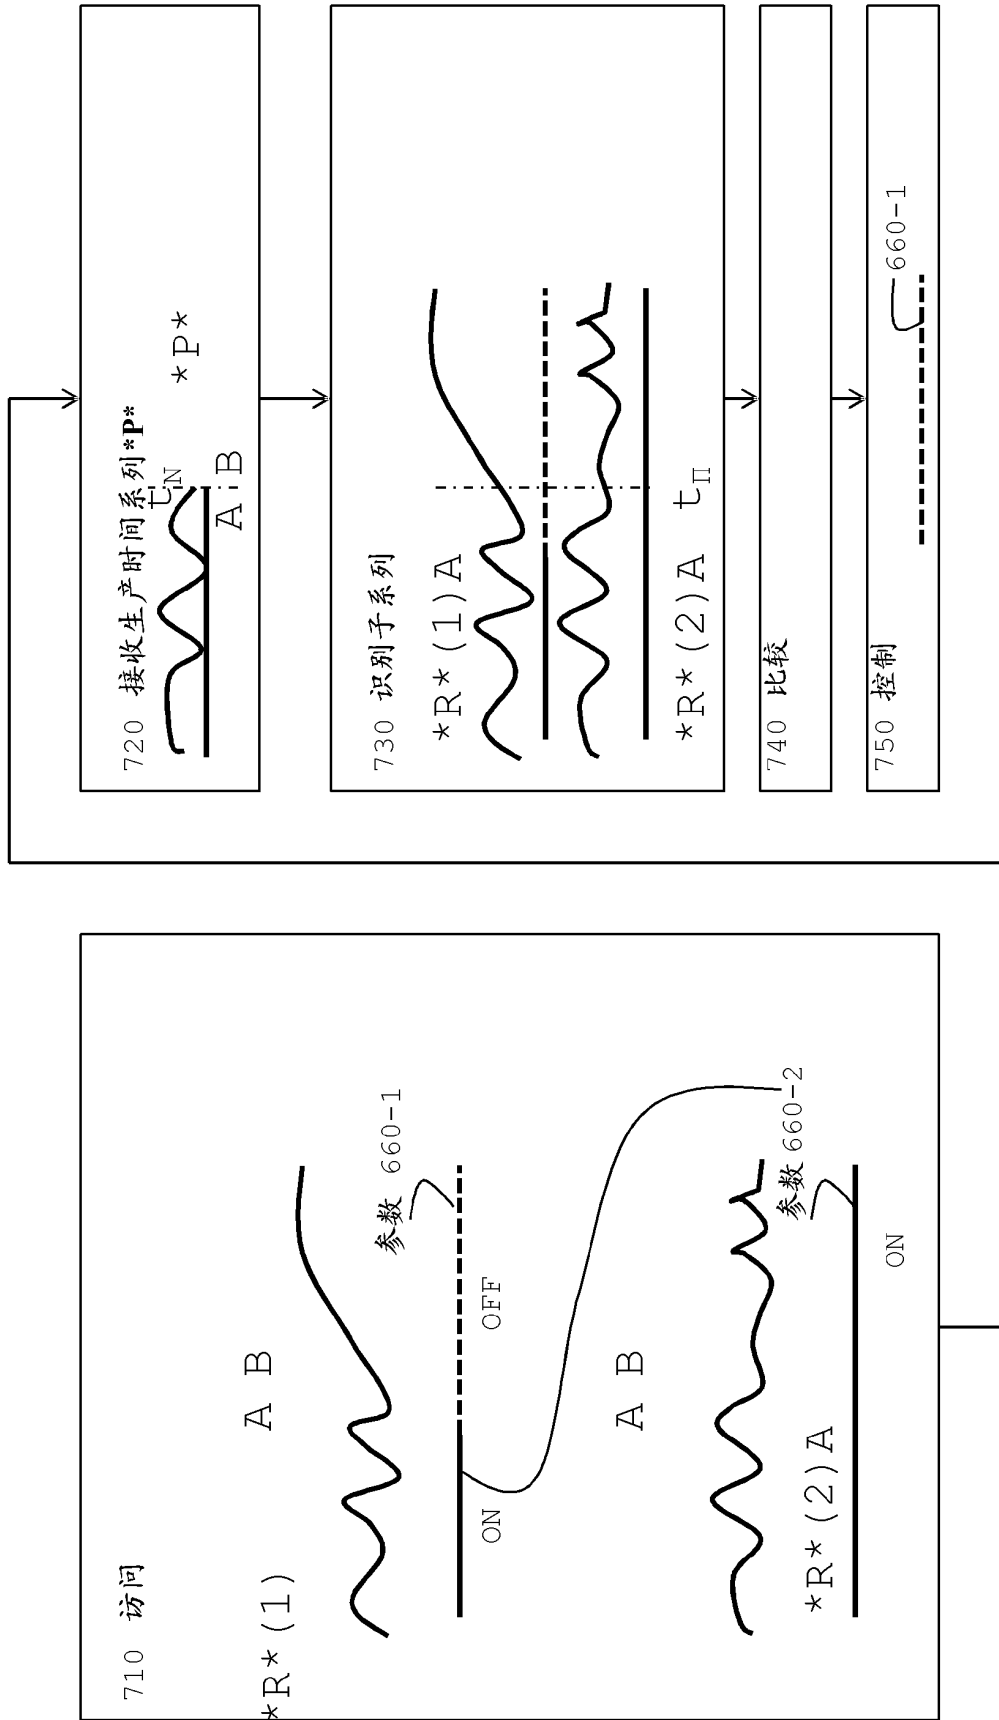 710 访问
*R*(1)
A B
参数 660-1
ON
OFF
A B
参数 660-2
*R*(2)A
ON
720 接收生产时间系列*P*
tN
*P*
A B
730 识别子系列
*R*(1)A
*R*(2)A
tΠ
740 比较
750 控制
660-1